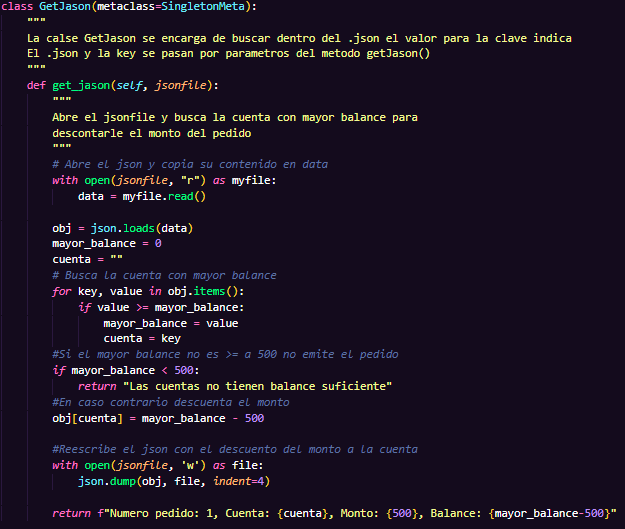 class GetJason(metaclass=SingletonMeta):
"""
La calse GetJason se encarga de buscar dentro del .json el valor para la clave indica
El .json y la key se pasan por parametros del metodo getJason()
"""
def get_jason(self, jsonfile):
"""
Abre el jsonfile y busca la cuenta con mayor balance para
descontarle el monto del pedido
"""
# Abre el json y copia su contenido en data
with open(jsonfile, "r") as myfile:
data = myfile.read()
obj = json.loads(data)
mayor_balance = 0
cuenta = ""
# Busca la cuenta con mayor balance
for key, value in obj.items():
if value >= mayor_balance:
mayor_balance = value
cuenta = key
#Si el mayor balance no es >= a 500 no emite el pedido
if mayor_balance < 500:
return "Las cuentas no tienen balance suficiente"
#En caso contrario descuenta el monto
obj[cuenta] = mayor_balance - 500
#Reescribe el json con el descuento del monto a la cuenta
with open(jsonfile, 'w') as file:
json.dump(obj, file, indent=4)
return f"Numero pedido: 1, Cuenta: {cuenta}, Monto: {500}, Balance: {mayor_balance-500}"